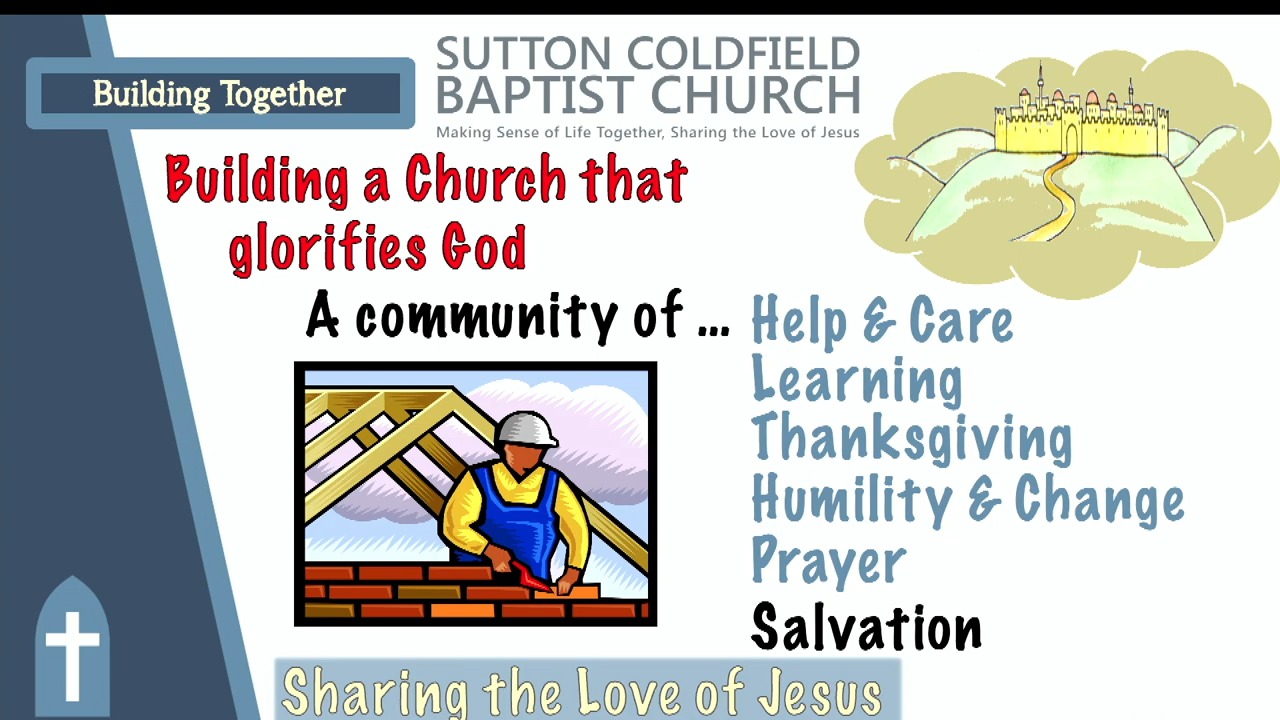 Building Together
SUTTON COLDFIELD
BAPTIST CHURCH
Making Sense of Life Together, Sharing the Love of Jesus
Building a Church that
glorifies God
A community of ...
Help & Care
Learning
Thanksgiving
Humility & Change
Prayer
Salvation
Sharing the Love of Jesus